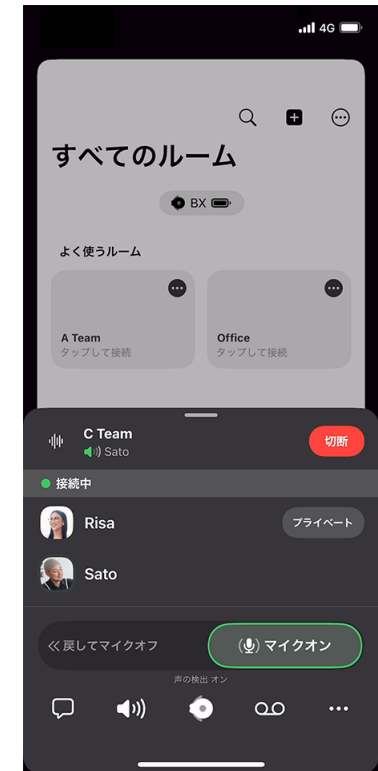 4G
すべてのルーム
BX
よく使うルーム
A Team
タップして接続
Office
タップして接続
C Team
Sato
切断
接続中
Risa
プライベート
Sato
戻してマイクオフ
マイクオン
声の検出 オン